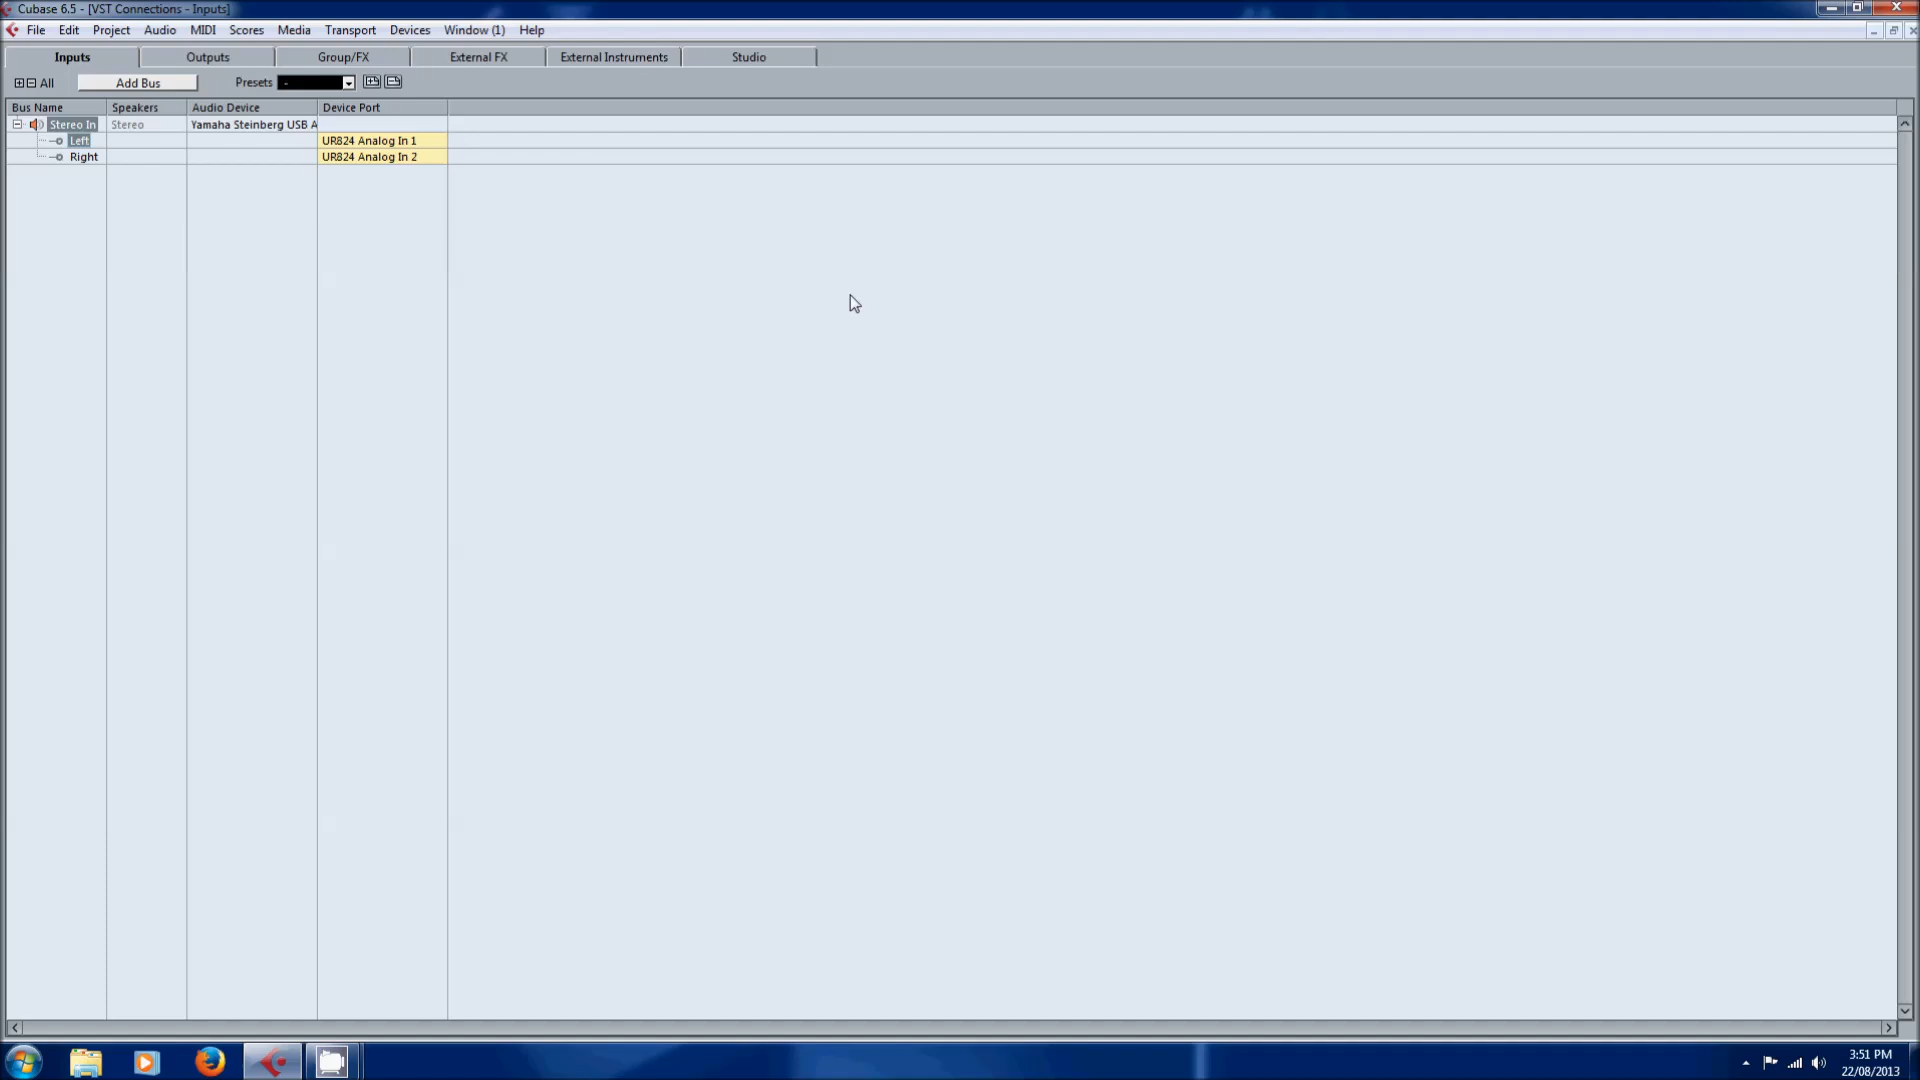 Cubase 6.5 - [VST Connections - Inputs]
File Edit Project Audio MIDI Scores Media Transport Devices Window (1) Help
Inputs Outputs Group/FX External FX External Instruments Studio
All Add Bus Presets -
Bus Name Speakers Audio Device Device Port
Stereo In Stereo Yamaha Steinberg USB A
Left UR824 Analog In 1
Right UR824 Analog In 2
3:51 PM
22/08/2013